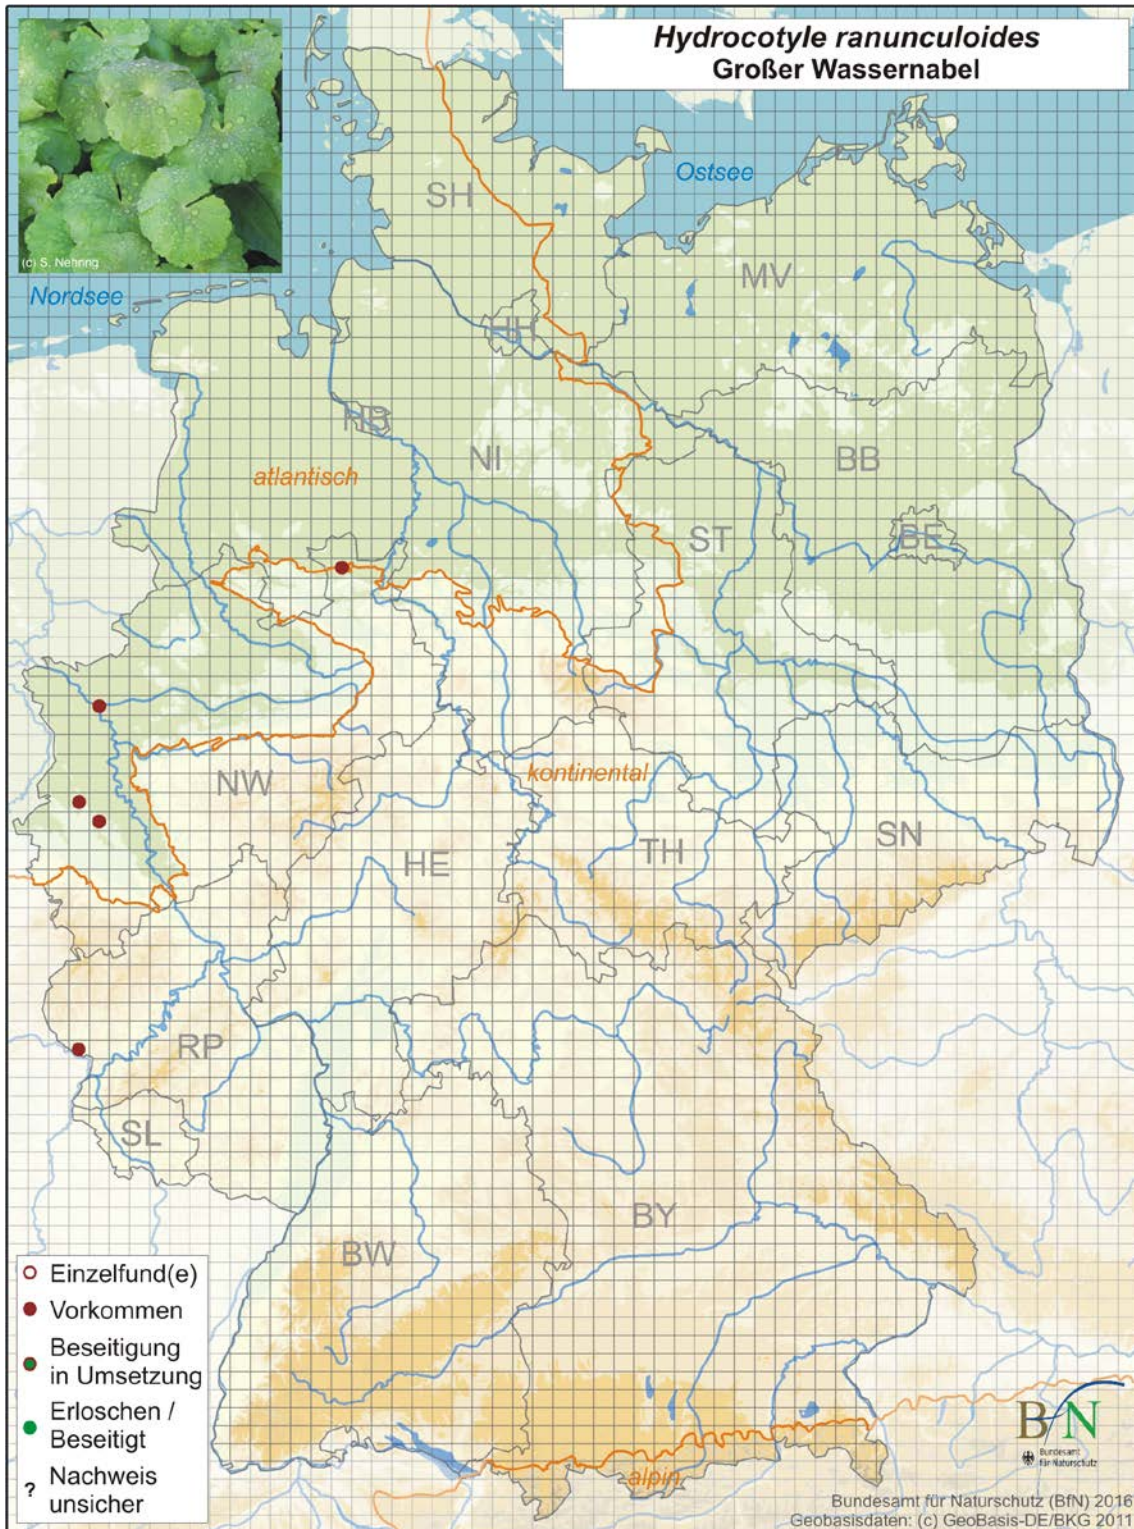 Hydrocotyle ranunculoides
Großer Wassernabel
(c) S. Nehring
Nordsee
Ostsee
SH
MV
HH
HB
NI
BB
atlantisch
ST
BE
NW
kontinental
HE
TH
SN
RP
SL
BW
BY
alpin
Einzelfund(e)
Vorkommen
Beseitigung
in Umsetzung
Erloschen /
Beseitigt
? Nachweis
unsicher
BfN
Bundesamt
für Naturschutz
Bundesamt für Naturschutz (BfN) 2016
Geobasisdaten: (c) GeoBasis-DE/BKG 2011